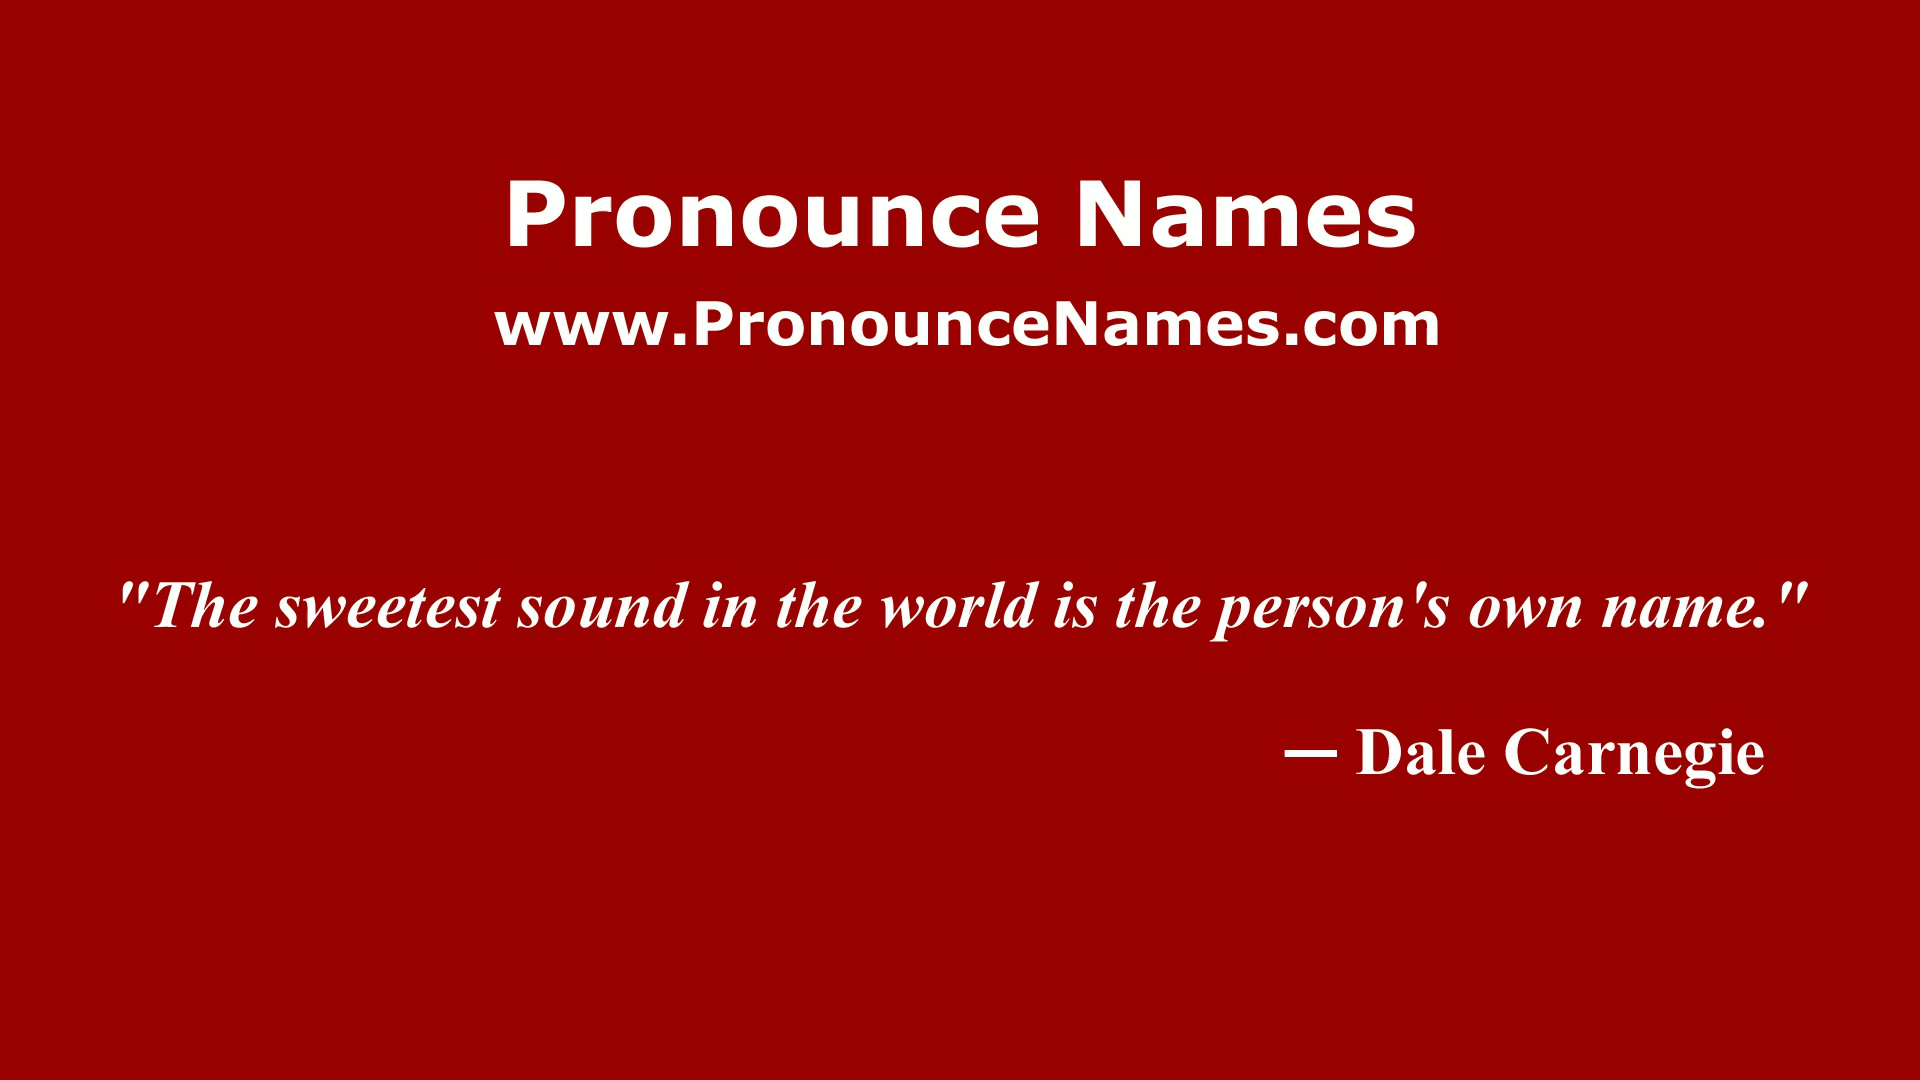 Pronounce Names
www.PronounceNames.com
"The sweetest sound in the world is the person's own name."
— Dale Carnegie